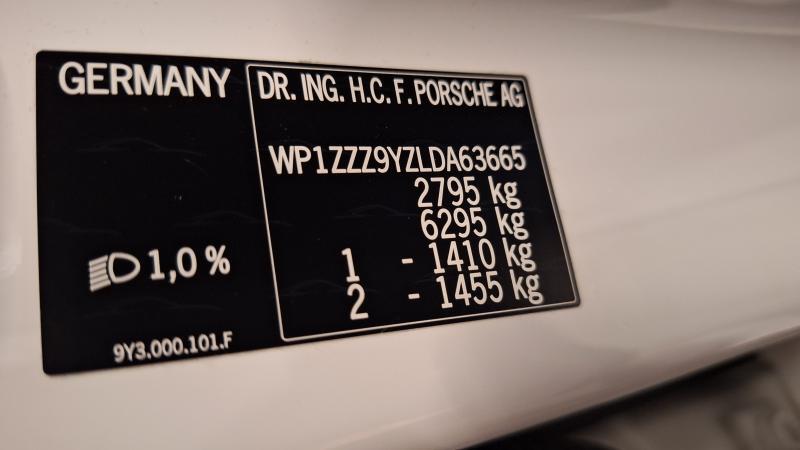 GERMANY
DR. ING. H.C. F. PORSCHE AG
WP1ZZZ9YZLDA63665
2795 kg
6295 kg
1 - 1410 kg
2 - 1455 kg
1,0 %
9Y3.000.101.F